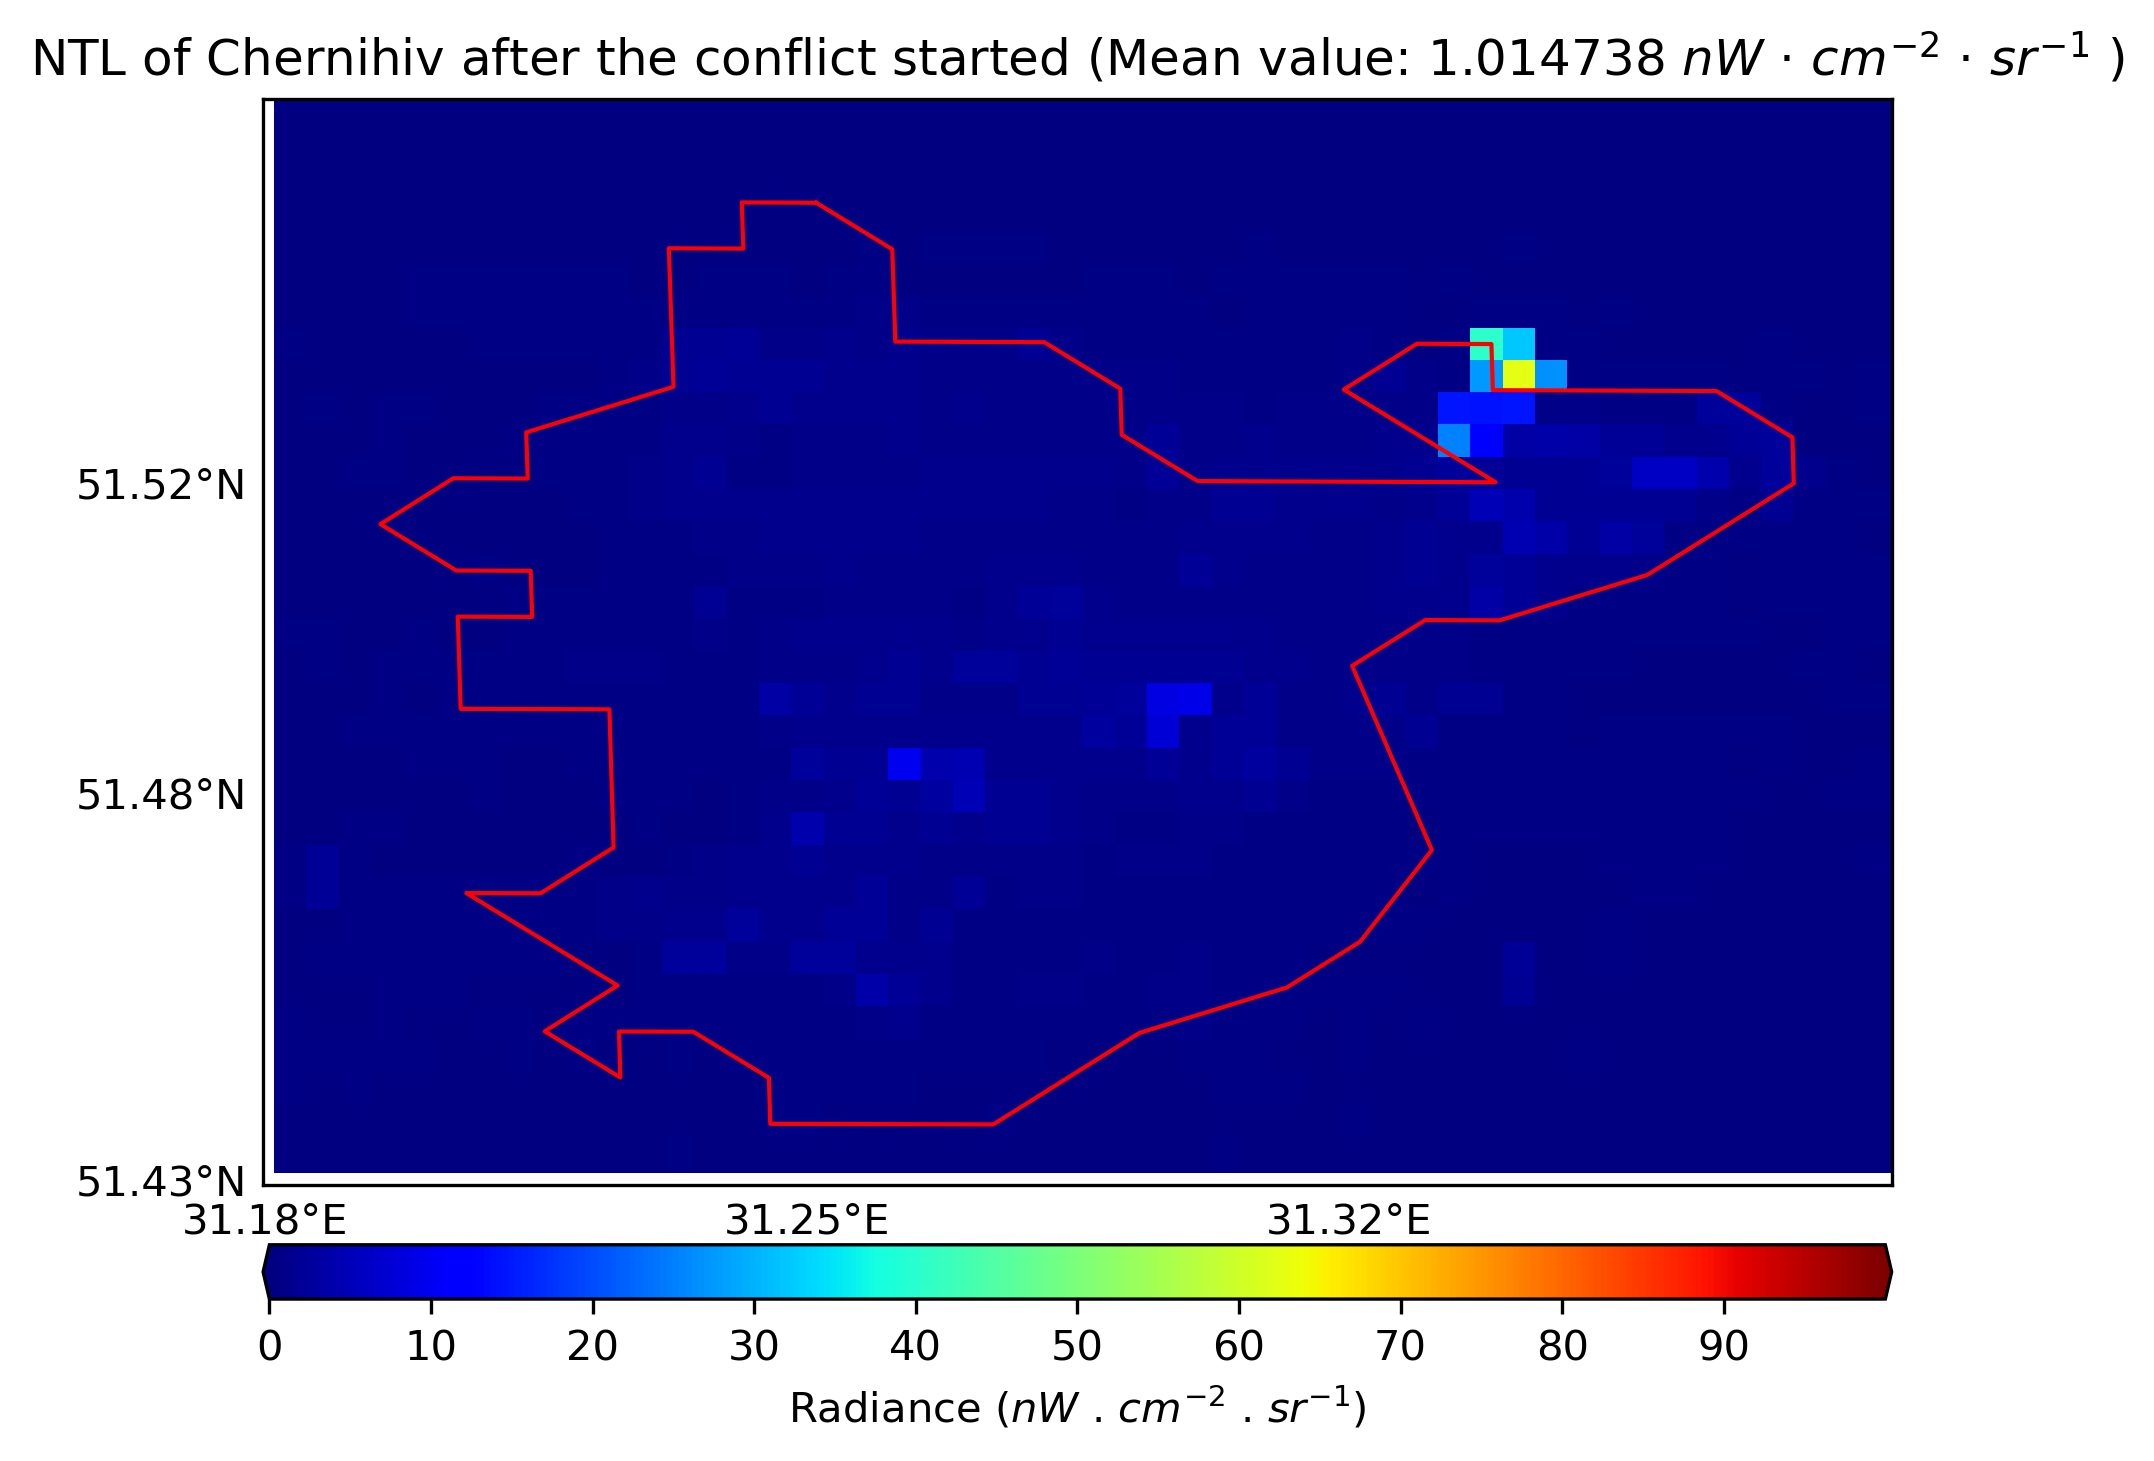 NTL of Chernihiv after the conflict started (Mean value: 1.014738 nW · cm⁻² · sr⁻¹ )
51.52°N
51.48°N
51.43°N
31.18°E 31.25°E 31.32°E
0 10 20 30 40 50 60 70 80 90
Radiance (nW . cm⁻² . sr⁻¹)